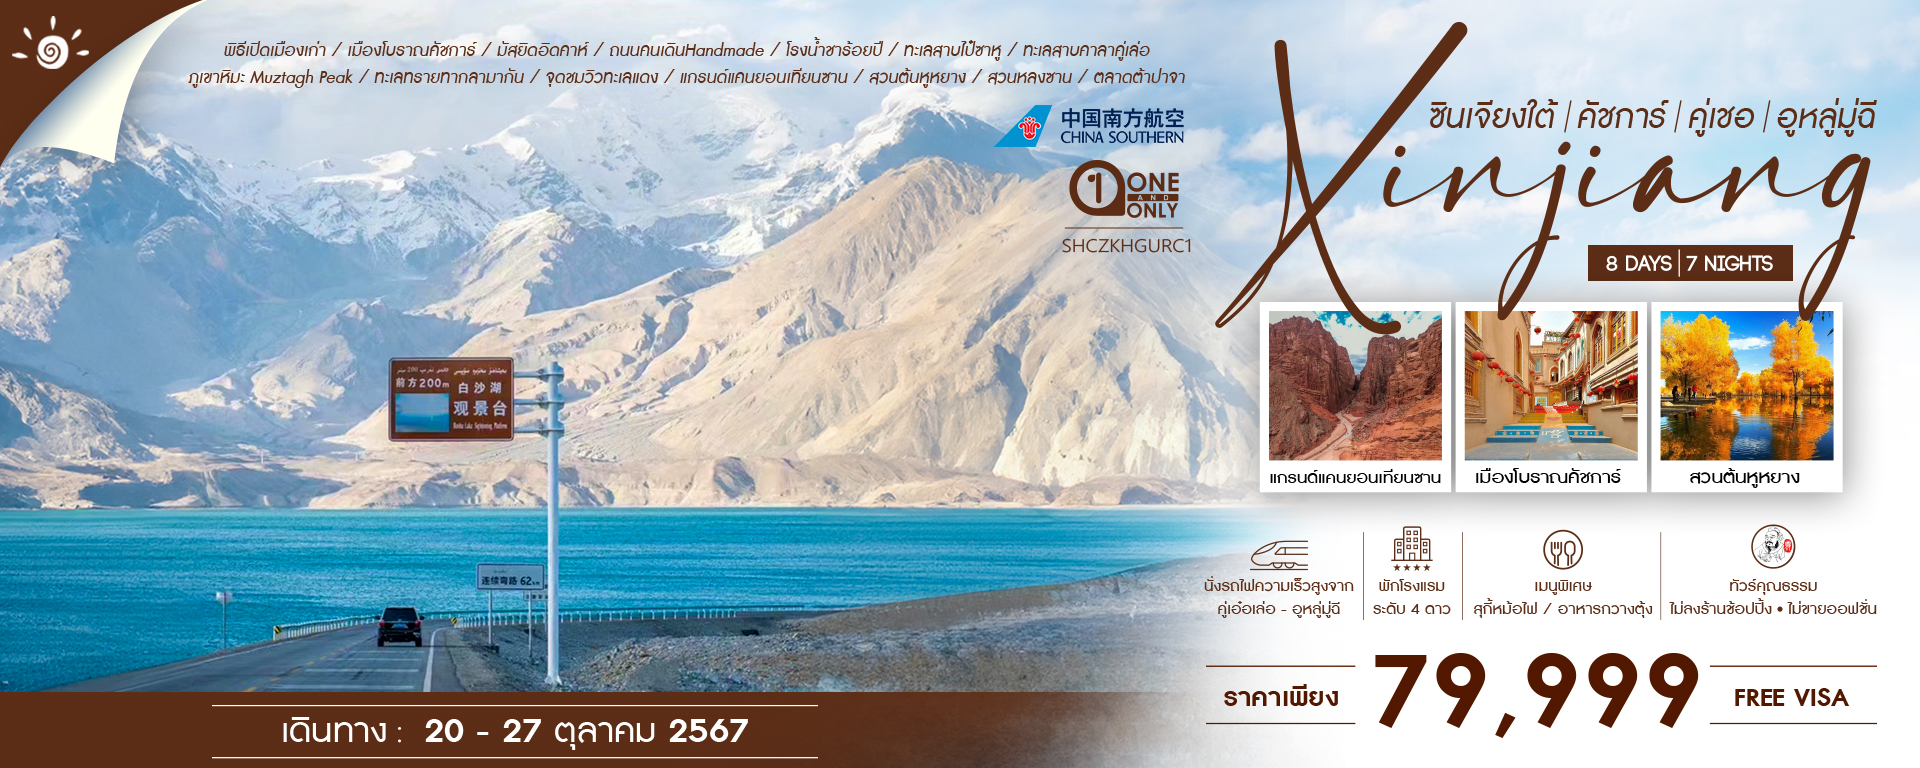 พิธีเปิดเมืองเก่า / เมืองโบราณคัชการ์ / มัสยิดอิดคาห์ / ถนนคนเดินHandmade / โรงน้ำชาร้อยปี / ทะเลสาบไป๋ซาหู / ทะเลสาบคาลาคู่เล่อ
ภูเขาหิมะ Muztagh Peak / ทะเลทรายทากลามากัน / จุดชมวิวทะเลแดง / แกรนด์แคนยอนเทียนซาน / สวนต้นหูหยาง / สวนหลงซาน / ตลาดต้าปาจา
中国南方航空
CHINA SOUTHERN
1
ONE
AND
ONLY
SHCZKHGURC1
ซินเจียงใต้ | คัชการ์ | คู่เชอ | อูหลู่มู่ฉี
Xinjiang
8 DAYS | 7 NIGHTS
แกรนด์แคนยอนเทียนซาน
เมืองโบราณคัชการ์
สวนต้นหูหยาง
前方200m
白沙湖
观景台
连续弯路 62km
นั่งรถไฟความเร็วสูงจาก
คู่เอ๋อเล่อ - อูหลู่มู่ฉี
พักโรงแรม
ระดับ 4 ดาว
เมนูพิเศษ
สุกี้หม้อไฟ / อาหารกวางตุ้ง
ทัวร์คุณธรรม
ไม่ลงร้านช้อปปิ้ง • ไม่ขายออฟชั่น
ราคาเพียง
79,999
FREE VISA
เดินทาง : 20 - 27 ตุลาคม 2567